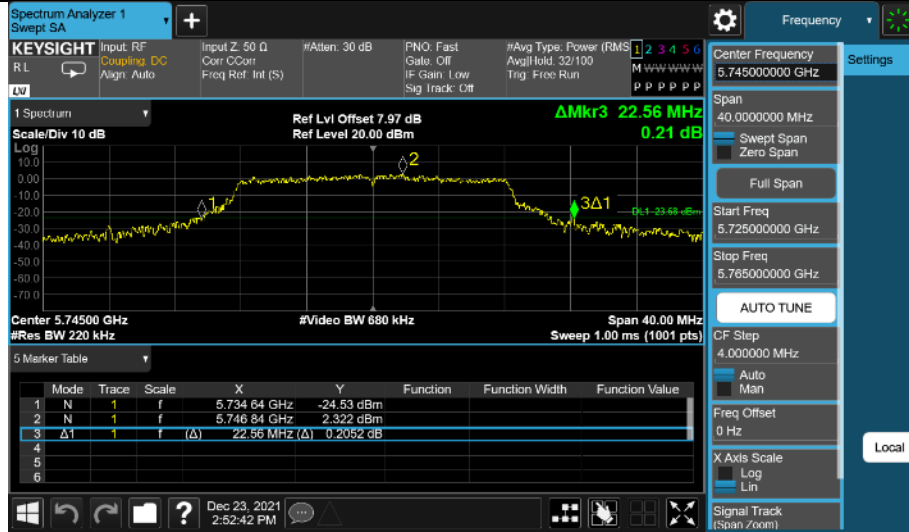 Spectrum Analyzer 1
Swept SA
+
Frequency
KEYSIGHT
RL
LXI
Input: RF
Coupling: DC
Align: Auto
Input Z: 50 Ω
Corr CCorr
Freq Ref: Int (S)
#Atten: 30 dB
PNO: Fast
Gate: Off
IF Gain: Low
Sig Track: Off
#Avg Type: Power (RMS
Avg|Hold: 32/100
Trig: Free Run
1 2 3 4 5 6
M W W W W W
P P P P P P
1 Spectrum
Scale/Div 10 dB
Ref Lvl Offset 7.97 dB
Ref Level 20.00 dBm
ΔMkr3 22.56 MHz
0.21 dB
Log
10.0
0.00
-10.0
-20.0
-30.0
-40.0
-50.0
-60.0
-70.0
1
2
3Δ1
DL1 -23.68 dBm
Center 5.74500 GHz
#Video BW 680 kHz
Span 40.00 MHz
#Res BW 220 kHz
Sweep 1.00 ms (1001 pts)
5 Marker Table
Mode Trace Scale X Y Function Function Width Function Value
1 N 1 f 5.734 64 GHz -24.53 dBm
2 N 1 f 5.746 84 GHz 2.322 dBm
3 Δ1 1 f (Δ) 22.56 MHz (Δ) 0.2052 dB
4
5
6
?
Dec 23, 2021
2:52:42 PM
Center Frequency
5.745000000 GHz
Span
40.0000000 MHz
Swept Span
Zero Span
Full Span
Start Freq
5.725000000 GHz
Stop Freq
5.765000000 GHz
AUTO TUNE
CF Step
4.000000 MHz
Auto
Man
Freq Offset
0 Hz
X Axis Scale
Log
Lin
Signal Track
(Span Zoom)
Settings
Local